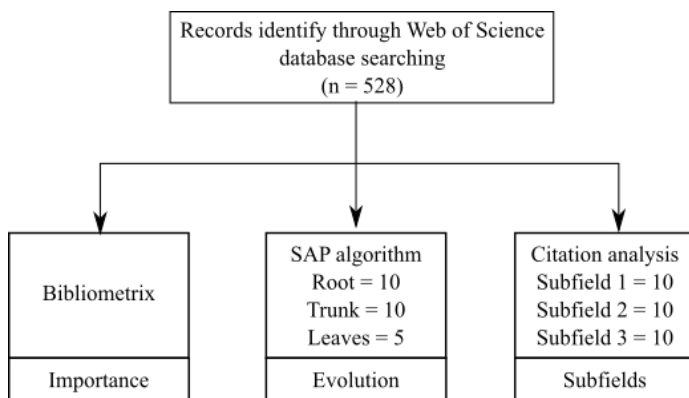 Records identify through Web of Science
database searching
(n = 528)
Bibliometrix
Importance
SAP algorithm
Root = 10
Trunk = 10
Leaves = 5
Evolution
Citation analysis
Subfield 1 = 10
Subfield 2 = 10
Subfield 3 = 10
Subfields